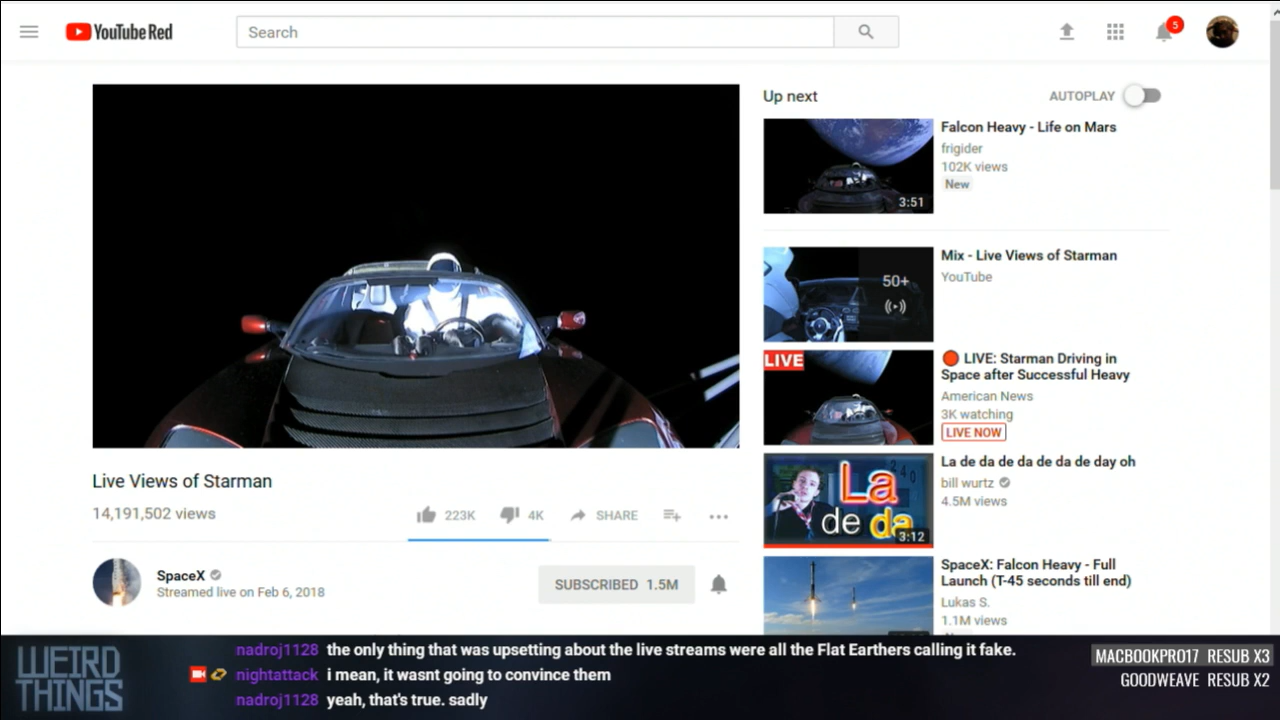 YouTube Red
Search
5
Up next
AUTOPLAY
Falcon Heavy - Life on Mars
frigider
102K views
New
3:51
Mix - Live Views of Starman
YouTube
50+
LIVE
LIVE: Starman Driving in
Space after Successful Heavy
American News
3K watching
LIVE NOW
La de da de da de da de day oh
bill wurtz
4.5M views
La
de da
3:12
SpaceX: Falcon Heavy - Full
Launch (T-45 seconds till end)
Lukas S.
1.1M views
Live Views of Starman
14,191,502 views
223K
4K
SHARE
SpaceX
Streamed live on Feb 6, 2018
SUBSCRIBED 1.5M
WEIRD
THINGS
nadroj1128 the only thing that was upsetting about the live streams were all the Flat Earthers calling it fake.
nightattack i mean, it wasnt going to convince them
nadroj1128 yeah, that's true. sadly
MACBOOKPRO17 RESUB X3
GOODWEAVE RESUB X2